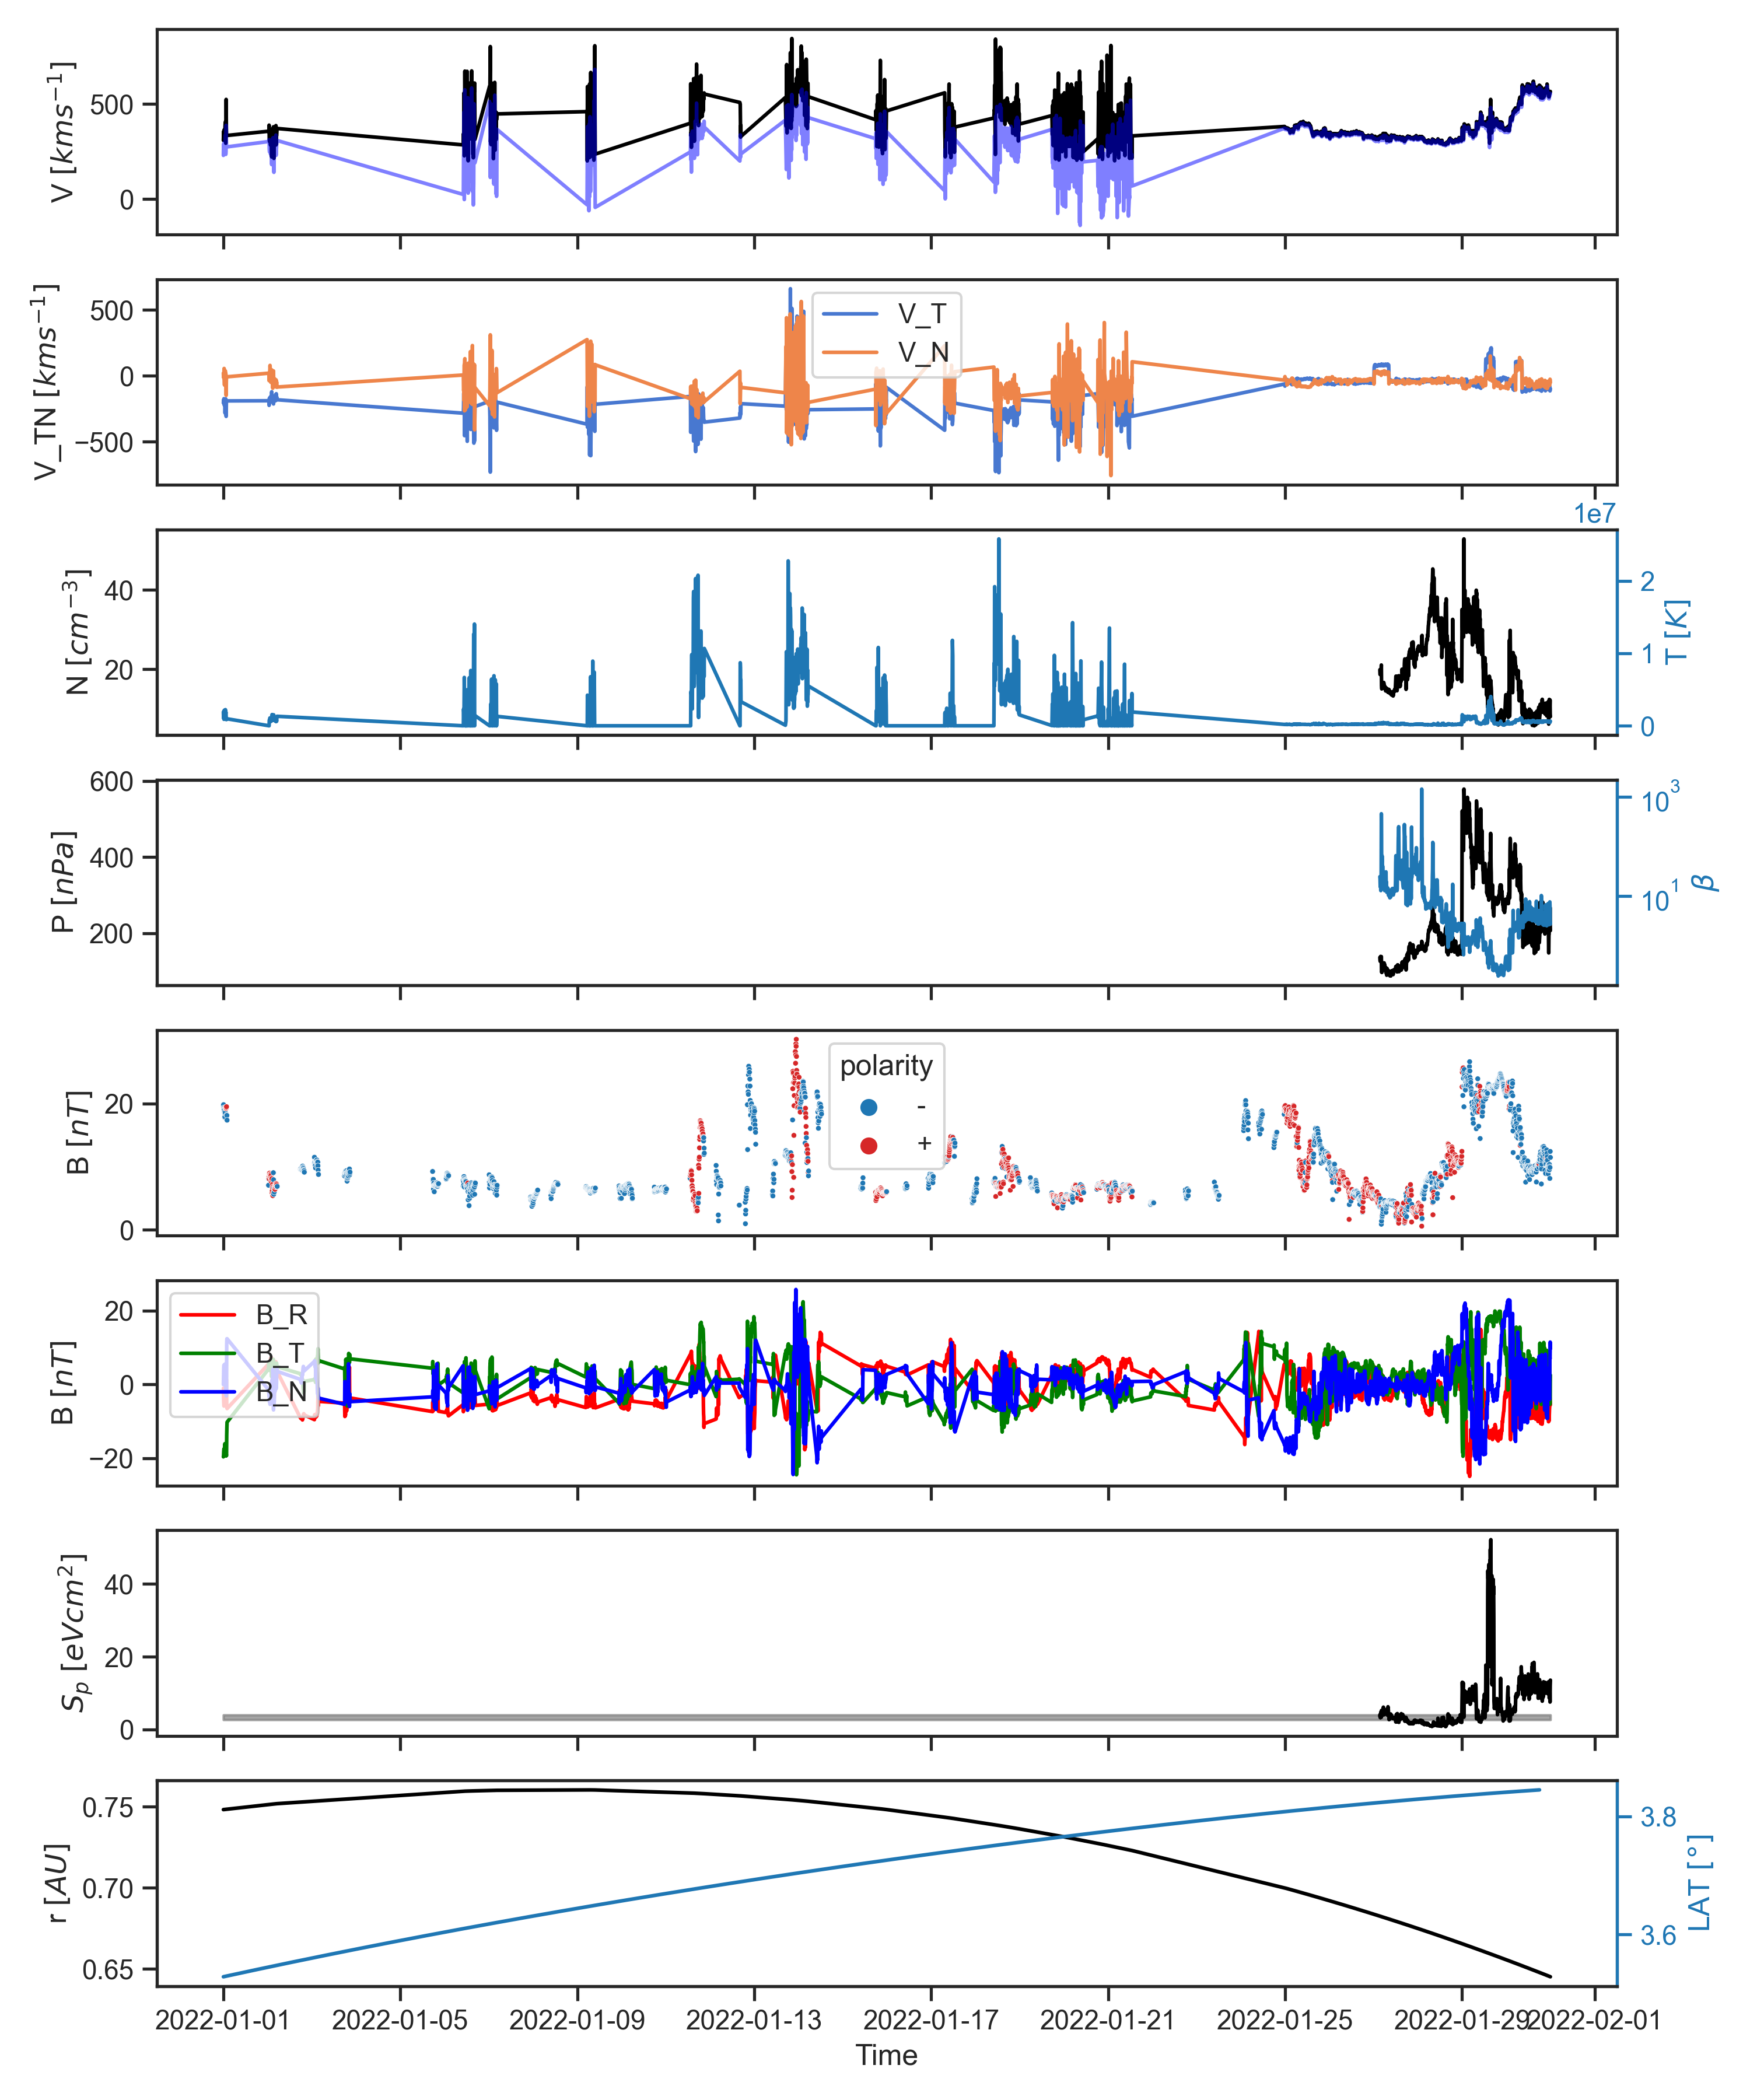 V [kms⁻¹]
500
0
V_TN [kms⁻¹]
500
0
−500
V_T
V_N
1e7
N [cm⁻³]
40
20
T [K]
2
1
0
P [nPa]
600
400
200
β
10³
10¹
B [nT]
20
0
polarity
-
+
B [nT]
20
0
−20
B_R
B_T
B_N
Sₚ [eVcm²]
40
20
0
r [AU]
0.75
0.70
0.65
LAT [°]
3.8
3.6
2022-01-01 2022-01-05 2022-01-09 2022-01-13 2022-01-17 2022-01-21 2022-01-25 2022-01-29 2022-02-01
Time